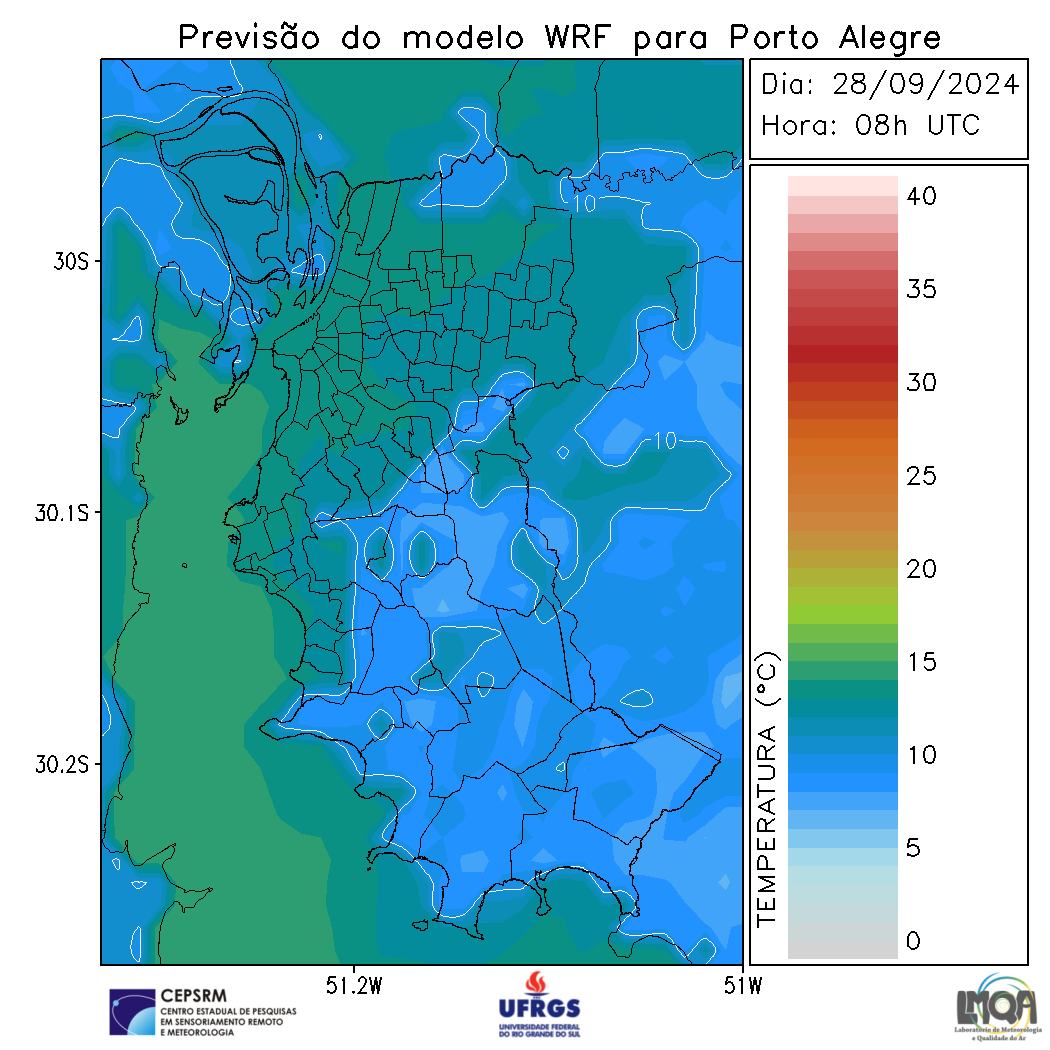 Previsão do modelo WRF para Porto Alegre
Dia: 28/09/2024
Hora: 08h UTC
30S
30.1S
30.2S
51.2W
51W
10
10
TEMPERATURA (°C)
40
35
30
25
20
15
10
5
0
CEPSRM
CENTRO ESTADUAL DE PESQUISAS
EM SENSORIAMENTO REMOTO
E METEOROLOGIA
UFRGS
UNIVERSIDADE FEDERAL
DO RIO GRANDE DO SUL
LMQA
Laboratório de Meteorologia
e Qualidade do Ar